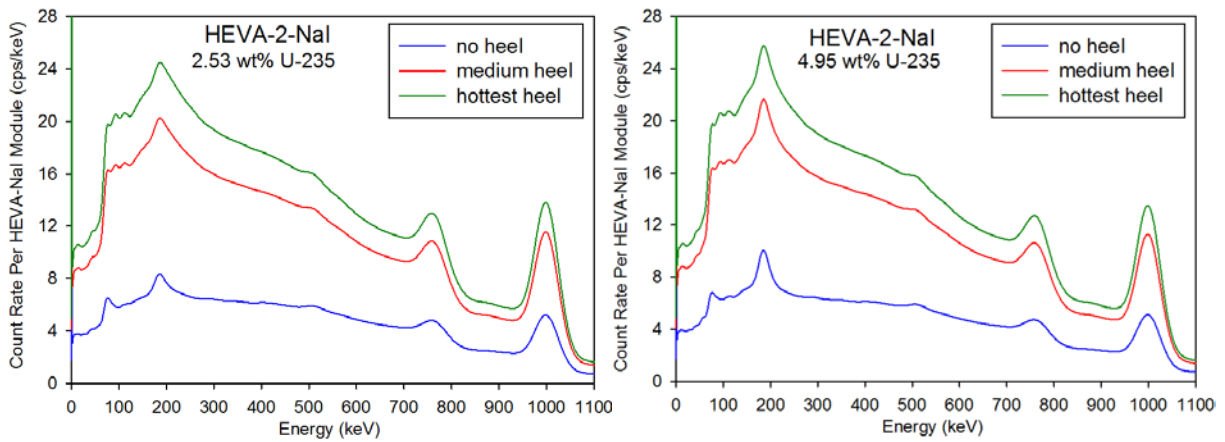 HEVA-2-NaI
2.53 wt% U-235
no heel
medium heel
hottest heel
Count Rate Per HEVA-NaI Module (cps/keV)
28
24
20
16
12
8
4
0
0 100 200 300 400 500 600 700 800 900 1000 1100
Energy (keV)
HEVA-2-NaI
4.95 wt% U-235
no heel
medium heel
hottest heel
Count Rate Per HEVA-NaI Module (cps/keV)
28
24
20
16
12
8
4
0
0 100 200 300 400 500 600 700 800 900 1000 1100
Energy (keV)